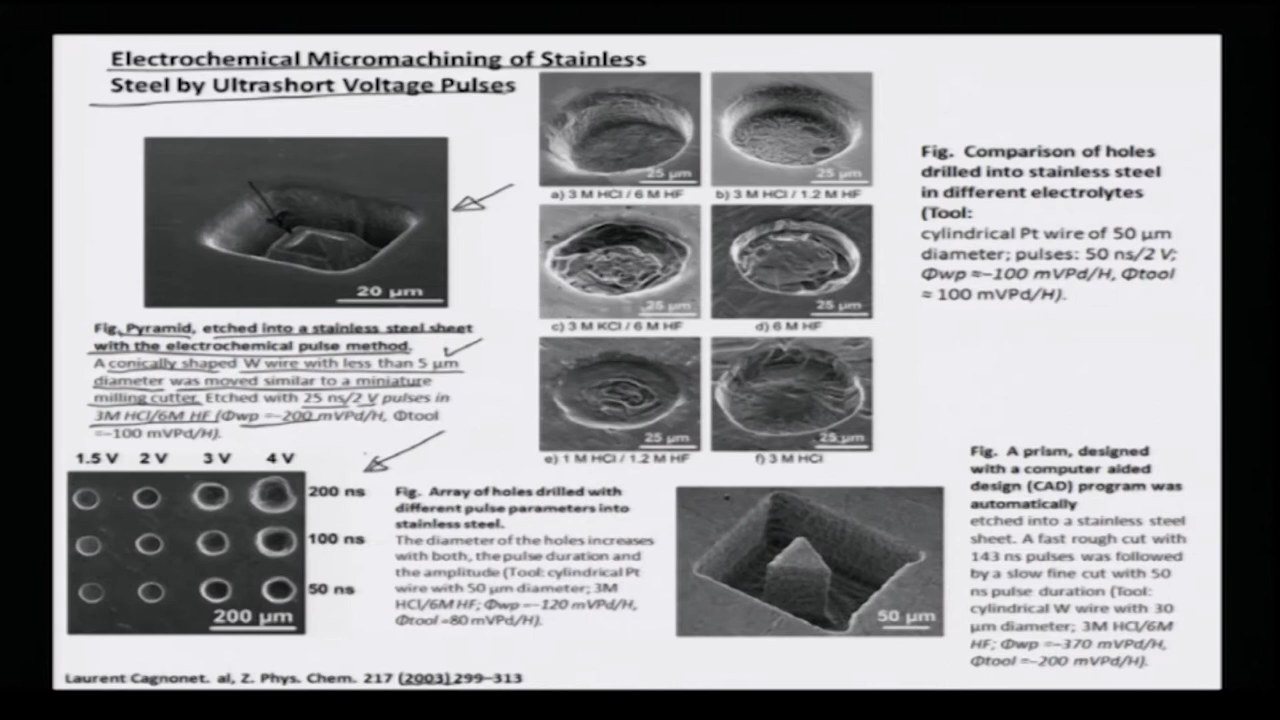 Electrochemical Micromachining of Stainless
Steel by Ultrashort Voltage Pulses
20 μm
Fig. Pyramid, etched into a stainless steel sheet
with the electrochemical pulse method.
A conically shaped W wire with less than 5 μm
diameter was moved similar to a miniature
milling cutter. Etched with 25 ns/2 V pulses in
3M HCl/6M HF (Φwp =−200 mVPd/H, Φtool
=−100 mVPd/H).
25 μm
25 μm
a) 3 M HCl / 6 M HF
b) 3 M HCl / 1.2 M HF
25 μm
25 μm
c) 3 M KCl / 6 M HF
d) 6 M HF
25 μm
25 μm
e) 1 M HCl / 1.2 M HF
f) 3 M HCl
Fig. Comparison of holes
drilled into stainless steel
in different electrolytes
(Tool:
cylindrical Pt wire of 50 μm
diameter; pulses: 50 ns/2 V;
Φwp ≈−100 mVPd/H, Φtool
≈ 100 mVPd/H).
1.5 V 2 V 3 V 4 V
200 ns
100 ns
50 ns
200 μm
Fig. Array of holes drilled with
different pulse parameters into
stainless steel.
The diameter of the holes increases
with both, the pulse duration and
the amplitude (Tool: cylindrical Pt
wire with 50 μm diameter; 3M
HCl/6M HF; Φwp =−120 mVPd/H,
Φtool =80 mVPd/H).
50 μm
Fig. A prism, designed
with a computer aided
design (CAD) program was
automatically
etched into a stainless steel
sheet. A fast rough cut with
143 ns pulses was followed
by a slow fine cut with 50
ns pulse duration (Tool:
cylindrical W wire with 30
μm diameter; 3M HCl/6M
HF; Φwp =−370 mVPd/H,
Φtool =−200 mVPd/H).
Laurent Cagnonet. al, Z. Phys. Chem. 217 (2003) 299–313